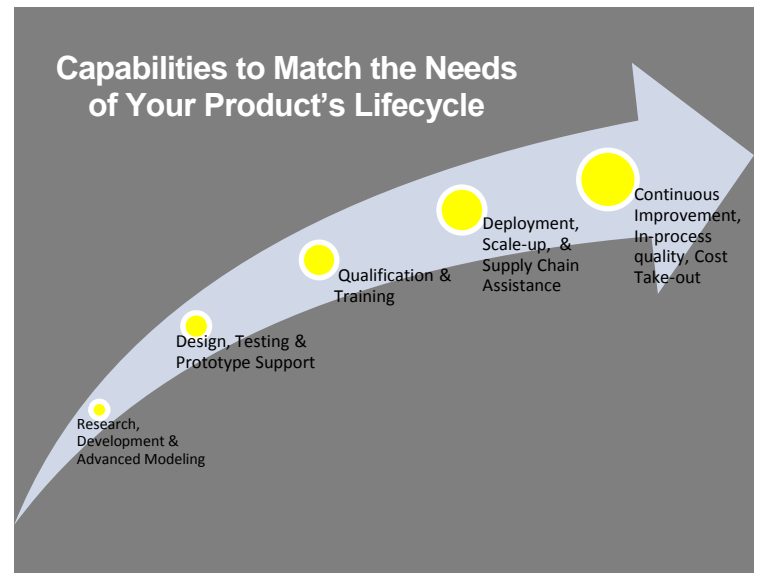 Capabilities to Match the Needs
of Your Product’s Lifecycle
Research,
Development &
Advanced Modeling
Design, Testing &
Prototype Support
Qualification &
Training
Deployment,
Scale-up, &
Supply Chain
Assistance
Continuous
Improvement,
In-process
quality, Cost
Take-out